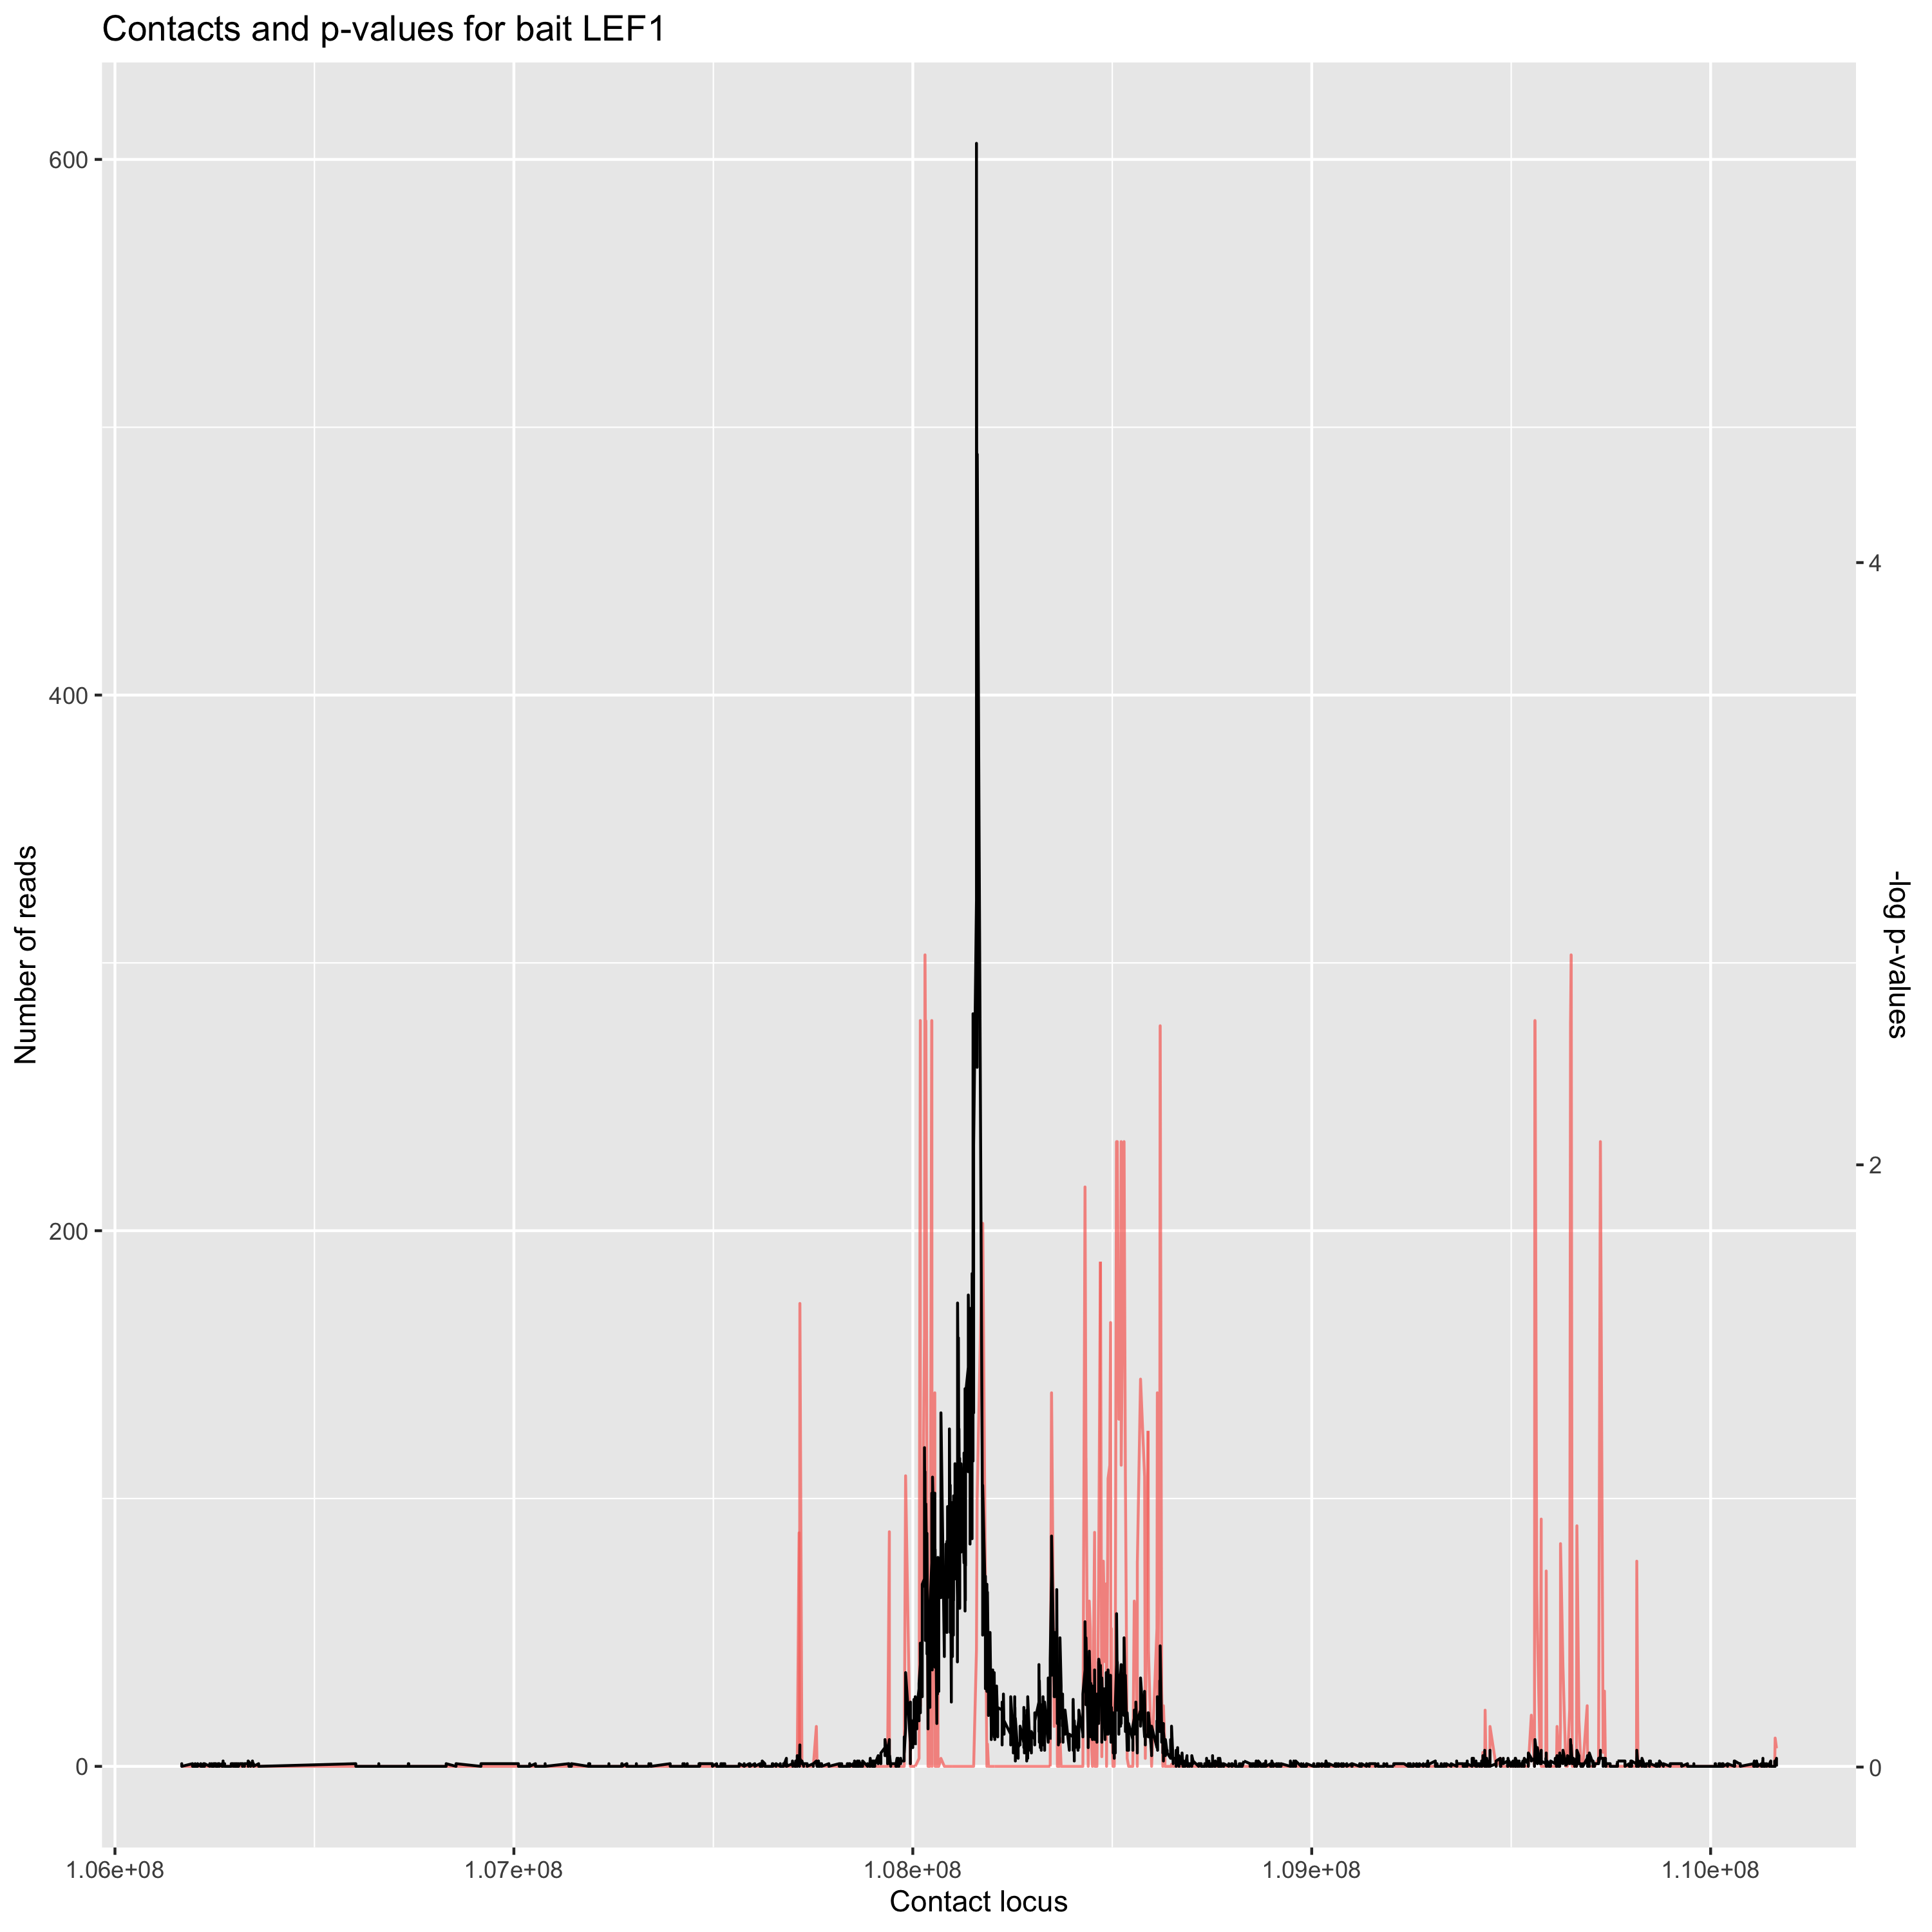 Contacts and p-values for bait LEF1
600
400
200
0
Number of reads
4
2
0
-log p-values
1.06e+08
1.07e+08
1.08e+08
1.09e+08
1.10e+08
Contact locus